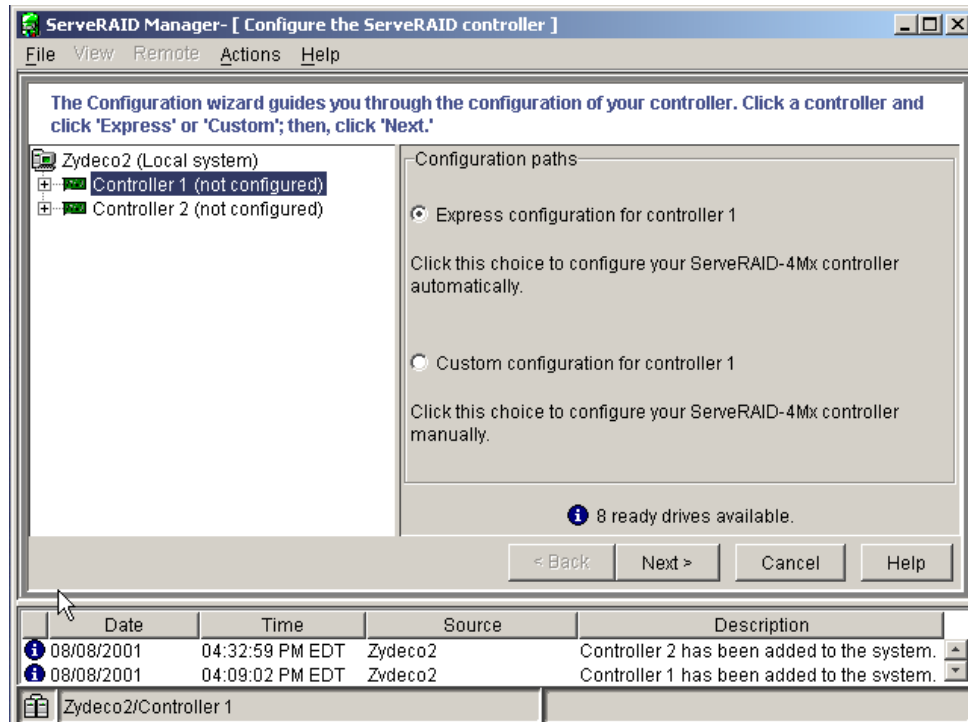 ServeRAID Manager- [ Configure the ServeRAID controller ]
File View Remote Actions Help
The Configuration wizard guides you through the configuration of your controller. Click a controller and
click 'Express' or 'Custom'; then, click 'Next.'
Zydeco2 (Local system)
Controller 1 (not configured)
Controller 2 (not configured)
Configuration paths
Express configuration for controller 1
Click this choice to configure your ServeRAID-4Mx controller
automatically.
Custom configuration for controller 1
Click this choice to configure your ServeRAID-4Mx controller
manually.
8 ready drives available.
< Back Next > Cancel Help
Date Time Source Description
08/08/2001 04:32:59 PM EDT Zydeco2 Controller 2 has been added to the system.
08/08/2001 04:09:02 PM EDT Zydeco2 Controller 1 has been added to the system.
Zydeco2/Controller 1